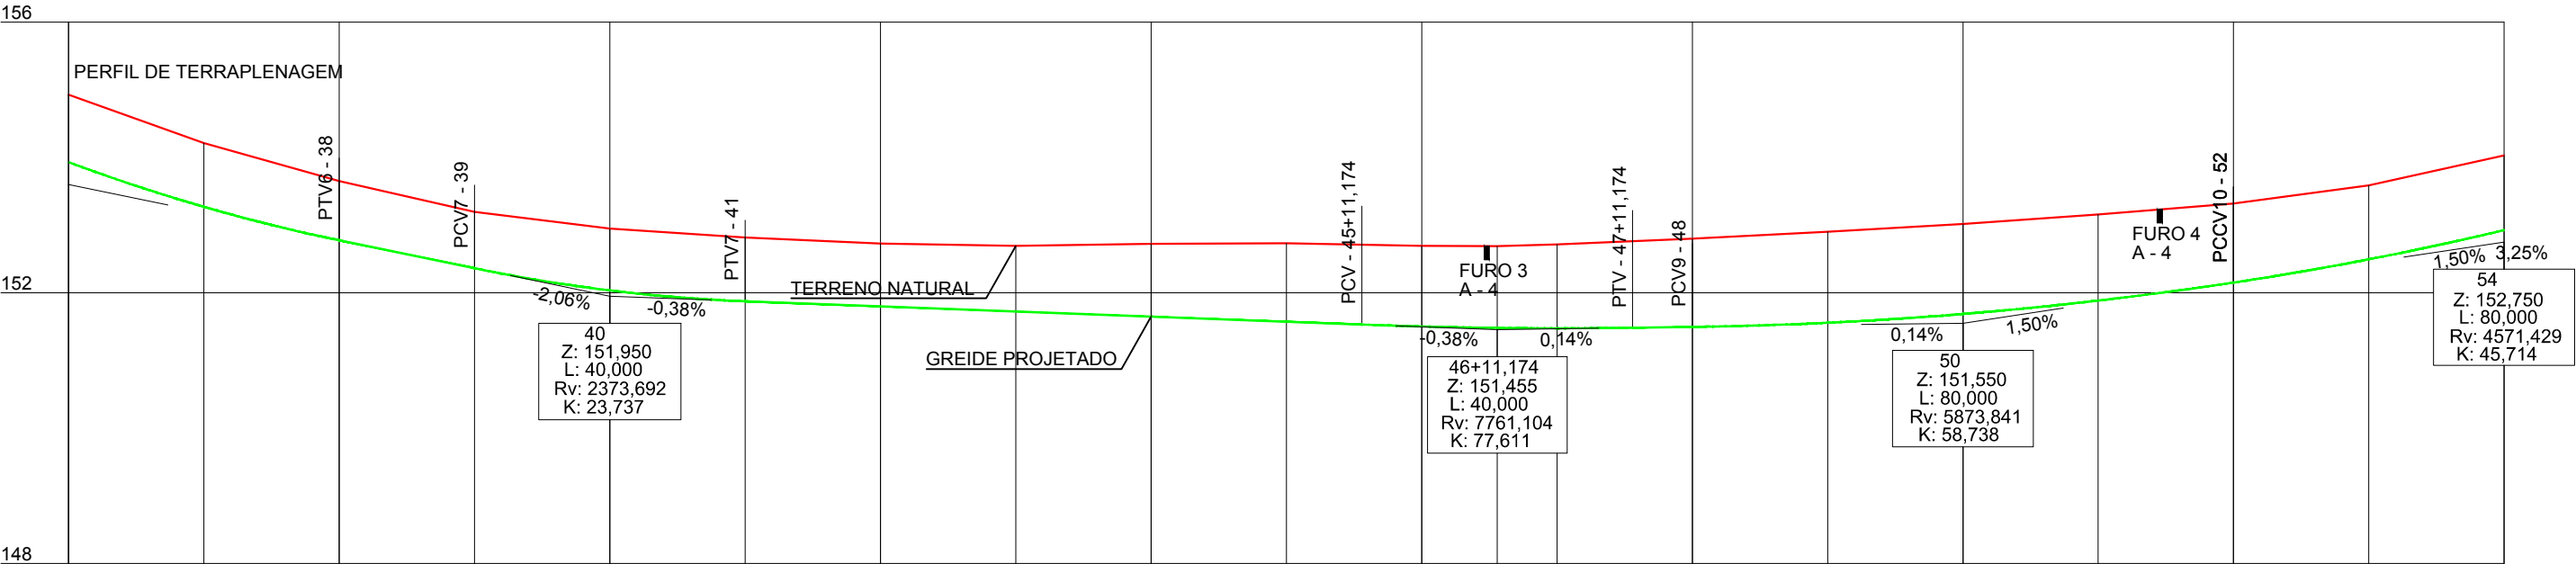 156
PERFIL DE TERRAPLENAGEM
PTV6 - 38
PCV7 - 39
PTV7 - 41
PCV - 45+11,174
PTV - 47+11,174
PCV9 - 48
PCCV10 - 52
FURO 3
A - 4
FURO 4
A - 4
152
TERRENO NATURAL
GREIDE PROJETADO
-2,06%
-0,38%
40
Z: 151,950
L: 40,000
Rv: 2373,692
K: 23,737
-0,38%
0,14%
46+11,174
Z: 151,455
L: 40,000
Rv: 7761,104
K: 77,611
0,14%
1,50%
50
Z: 151,550
L: 80,000
Rv: 5873,841
K: 58,738
1,50%
3,25%
54
Z: 152,750
L: 80,000
Rv: 4571,429
K: 45,714
148